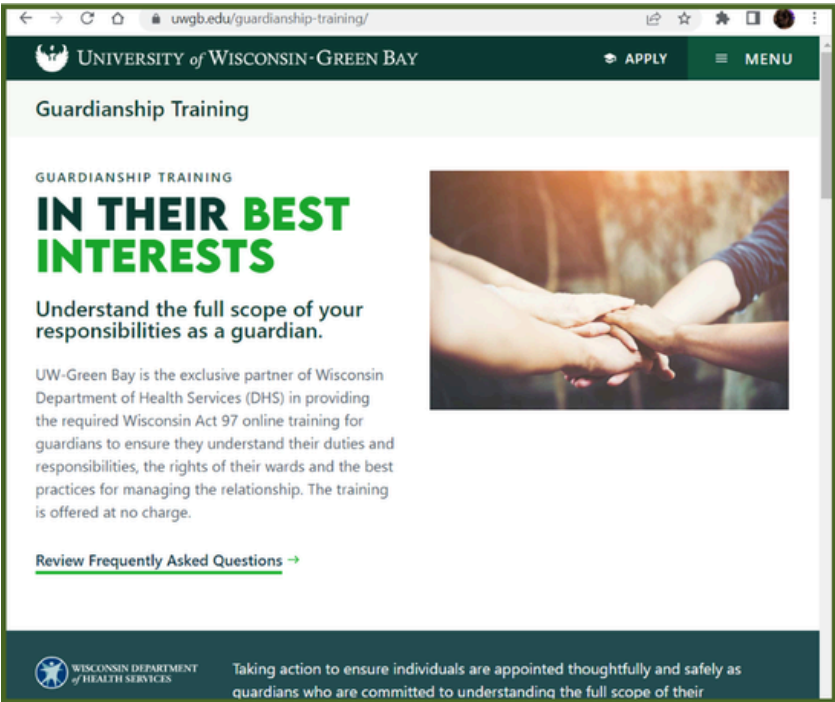 uwgb.edu/guardianship-training/
UNIVERSITY of WISCONSIN-GREEN BAY
APPLY
MENU
Guardianship Training
GUARDIANSHIP TRAINING
IN THEIR BEST
INTERESTS
Understand the full scope of your
responsibilities as a guardian.
UW-Green Bay is the exclusive partner of Wisconsin
Department of Health Services (DHS) in providing
the required Wisconsin Act 97 online training for
guardians to ensure they understand their duties and
responsibilities, the rights of their wards and the best
practices for managing the relationship. The training
is offered at no charge.
Review Frequently Asked Questions →
WISCONSIN DEPARTMENT
of HEALTH SERVICES
Taking action to ensure individuals are appointed thoughtfully and safely as
guardians who are committed to understanding the full scope of their